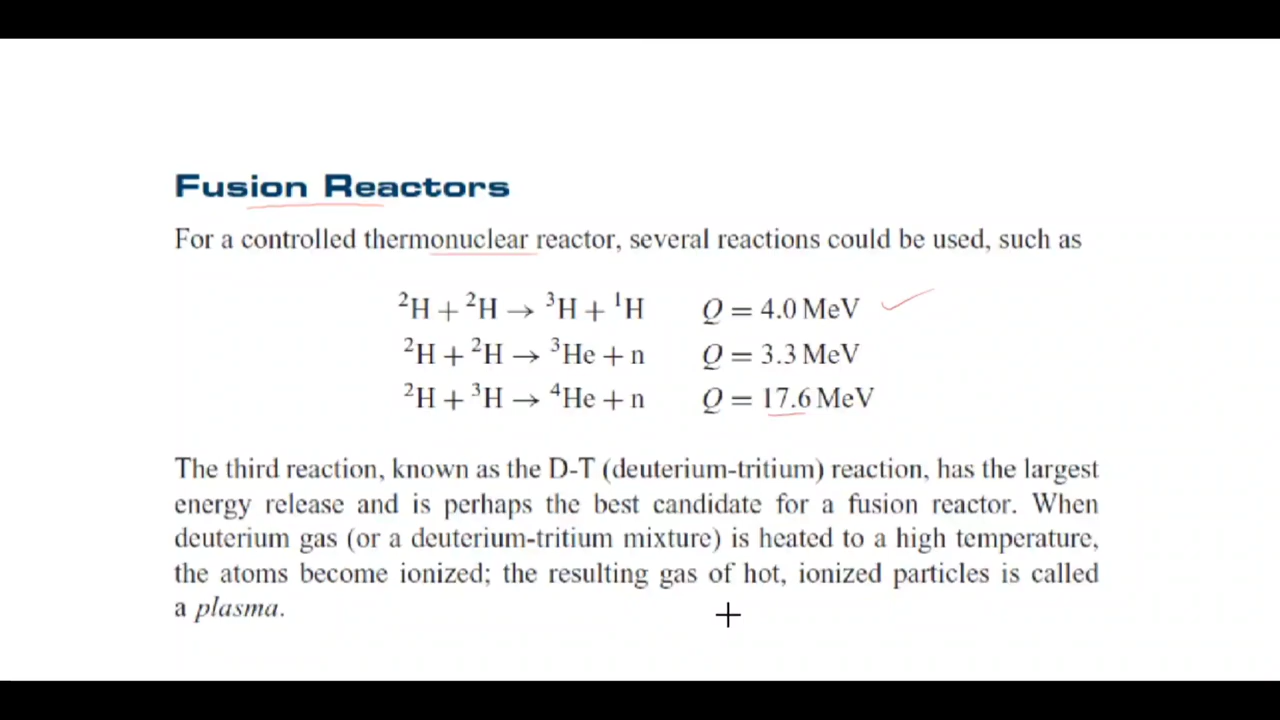 Fusion Reactors
For a controlled thermonuclear reactor, several reactions could be used, such as
²H + ²H → ³H + ¹H Q = 4.0 MeV
²H + ²H → ³He + n Q = 3.3 MeV
²H + ³H → ⁴He + n Q = 17.6 MeV
The third reaction, known as the D-T (deuterium-tritium) reaction, has the largest
energy release and is perhaps the best candidate for a fusion reactor. When
deuterium gas (or a deuterium-tritium mixture) is heated to a high temperature,
the atoms become ionized; the resulting gas of hot, ionized particles is called
a plasma.